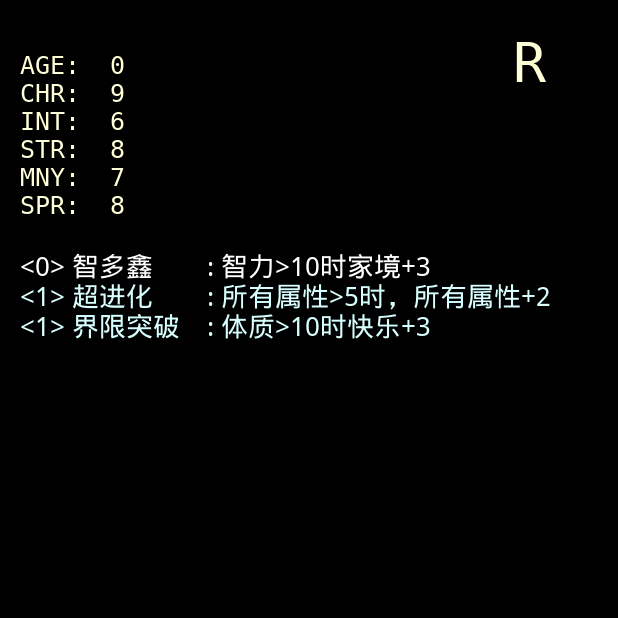 R
AGE: 0
CHR: 9
INT: 6
STR: 8
MNY: 7
SPR: 8
<0> 智多鑫 : 智力>10时家境+3
<1> 超进化 : 所有属性>5时，所有属性+2
<1> 界限突破 : 体质>10时快乐+3